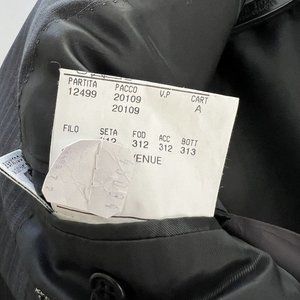 PARTITA PACCO V.P CART
12499 20109 A
20109
FILO SETA FOD ACC BOTT
312 312 313
VENUE